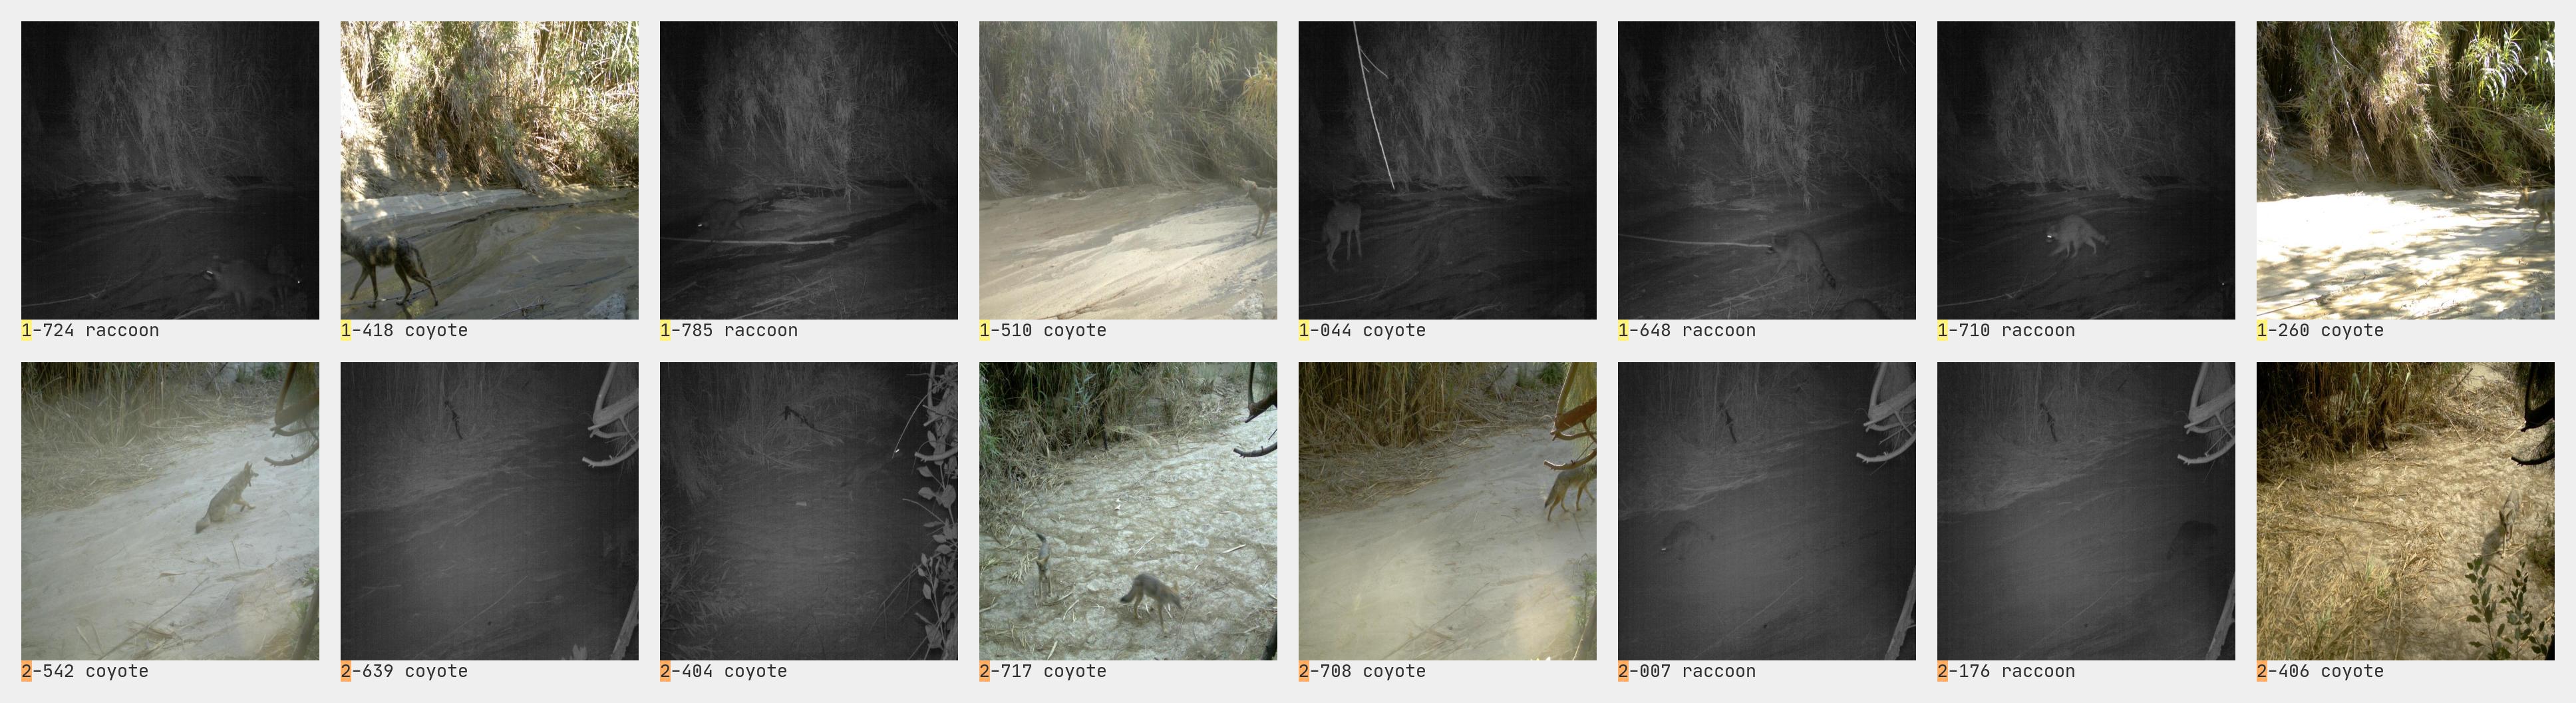 1-724 raccoon
1-418 coyote
1-785 raccoon
1-510 coyote
1-044 coyote
1-648 raccoon
1-710 raccoon
1-260 coyote
2-542 coyote
2-639 coyote
2-404 coyote
2-717 coyote
2-708 coyote
2-007 raccoon
2-176 raccoon
2-406 coyote